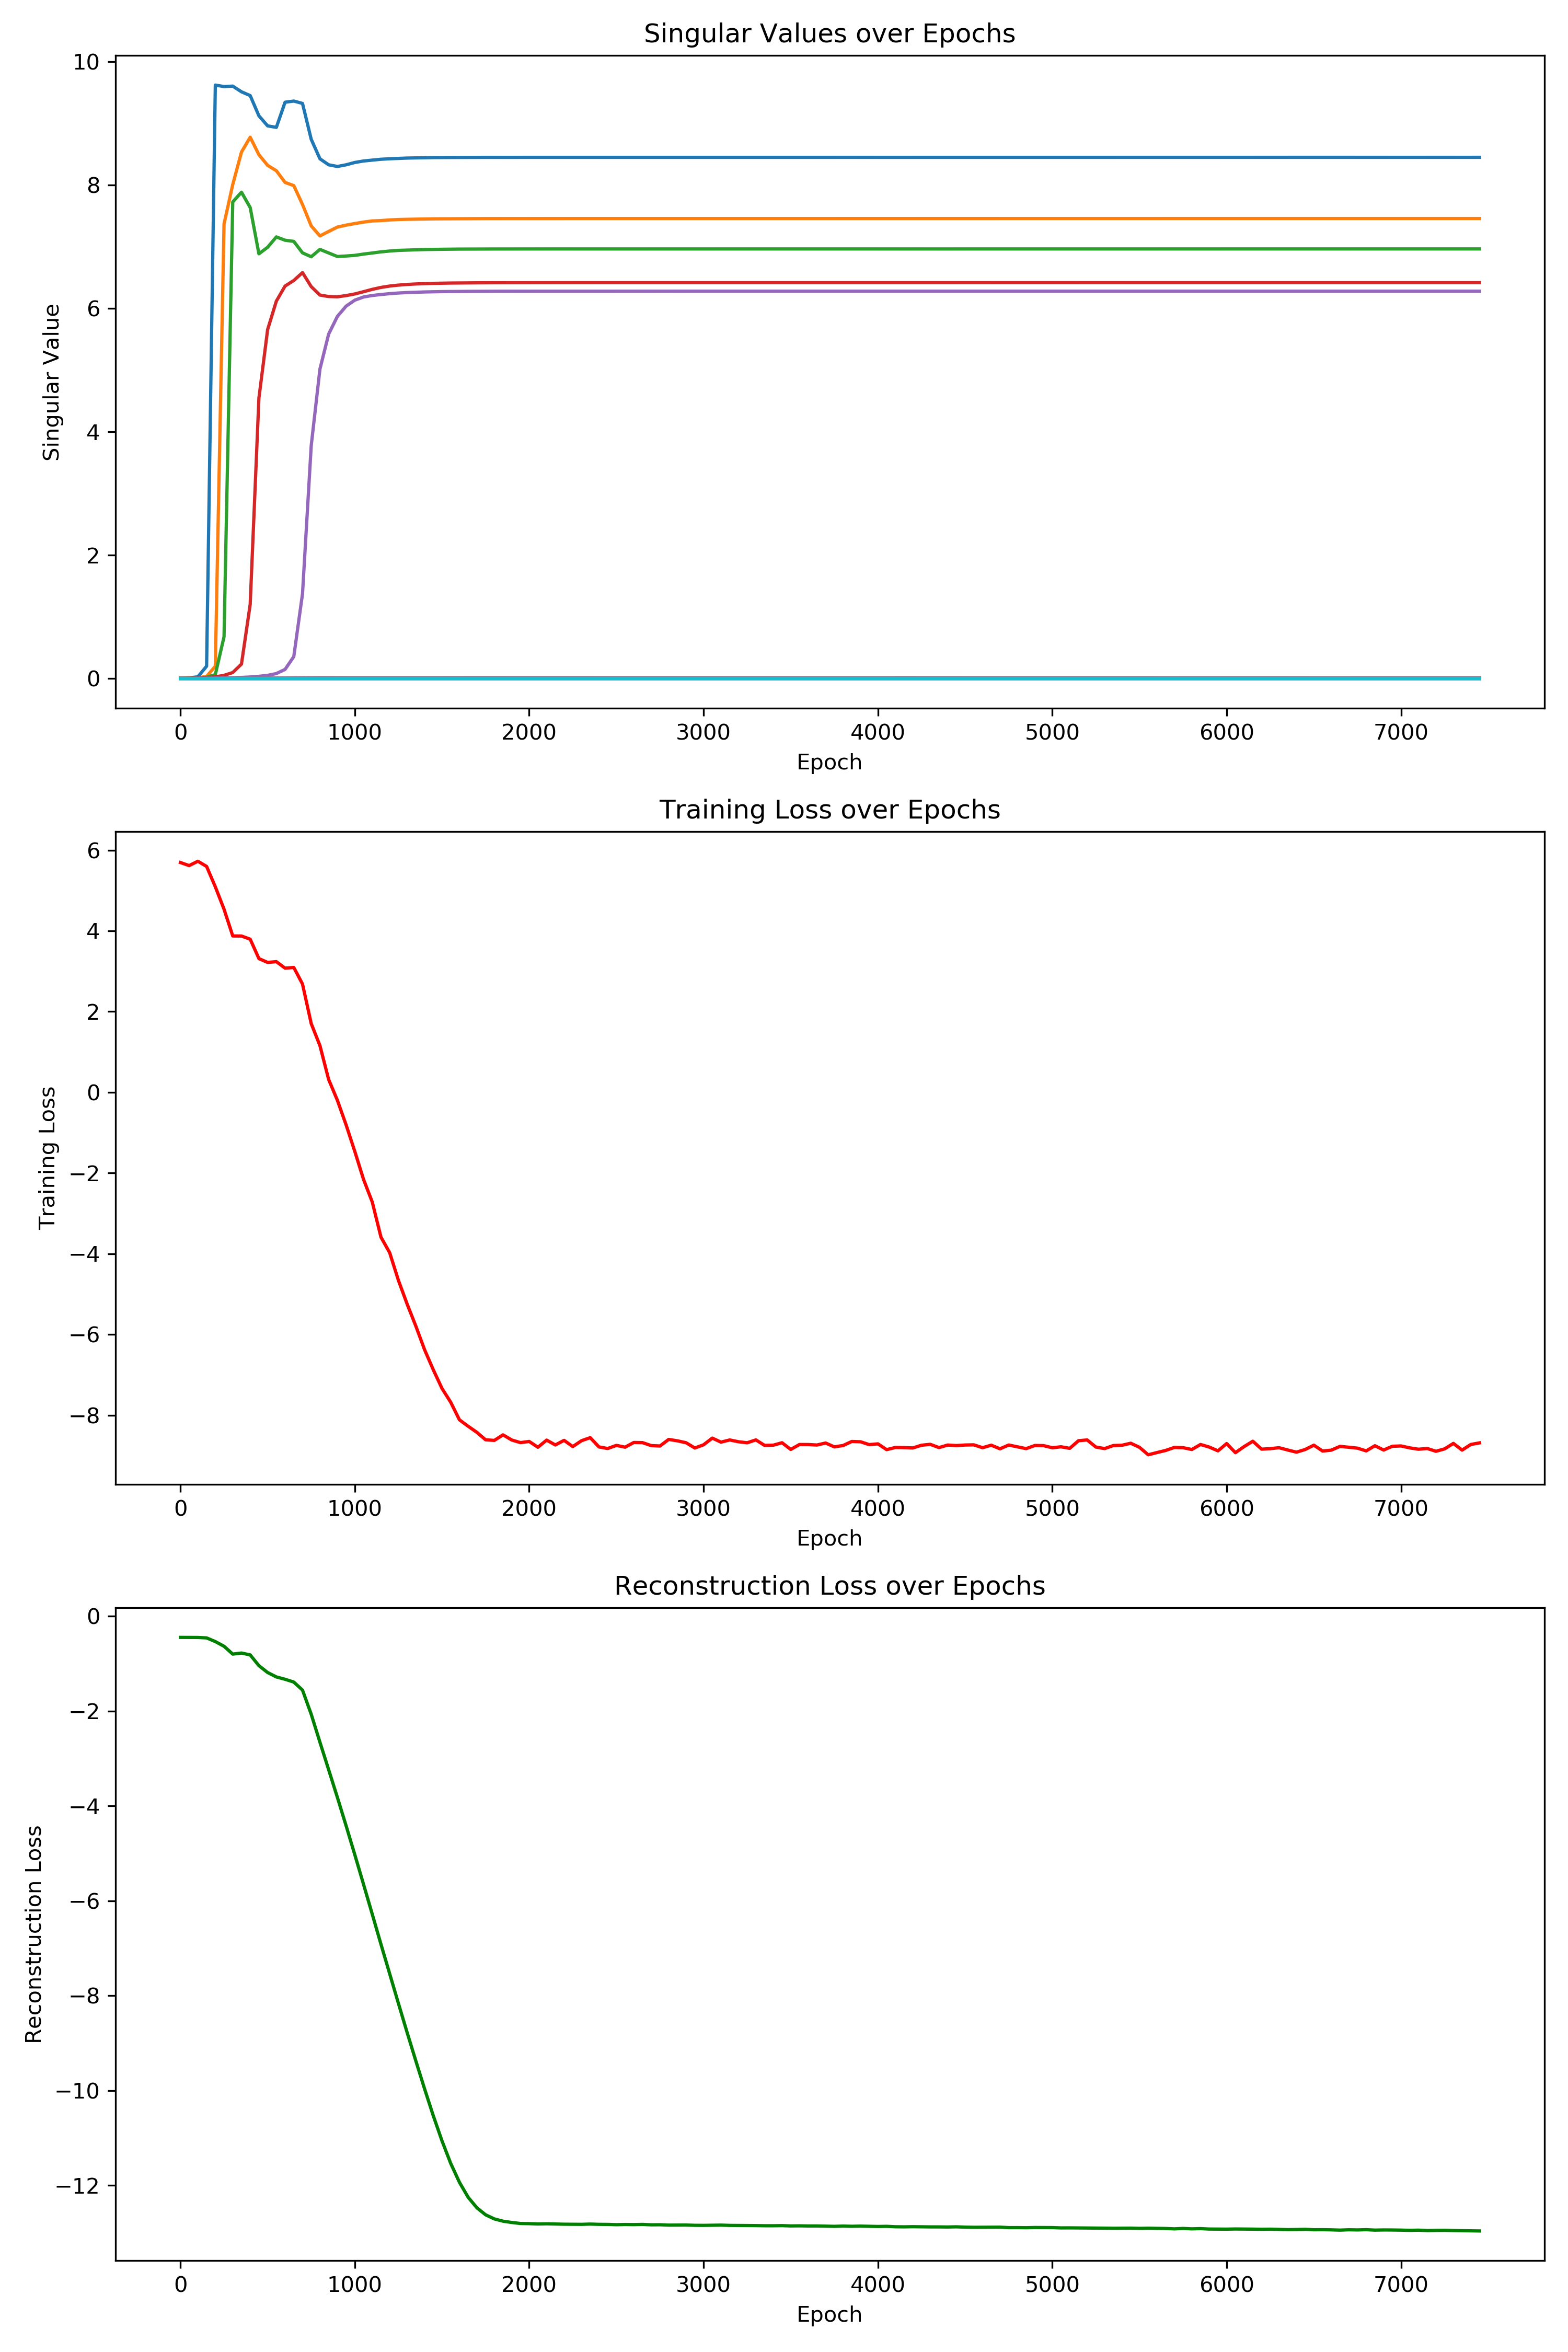 Singular Values over Epochs
10
8
6
4
2
0
Singular Value
0 1000 2000 3000 4000 5000 6000 7000
Epoch
Training Loss over Epochs
6
4
2
0
−2
−4
−6
−8
Training Loss
0 1000 2000 3000 4000 5000 6000 7000
Epoch
Reconstruction Loss over Epochs
0
−2
−4
−6
−8
−10
−12
Reconstruction Loss
0 1000 2000 3000 4000 5000 6000 7000
Epoch